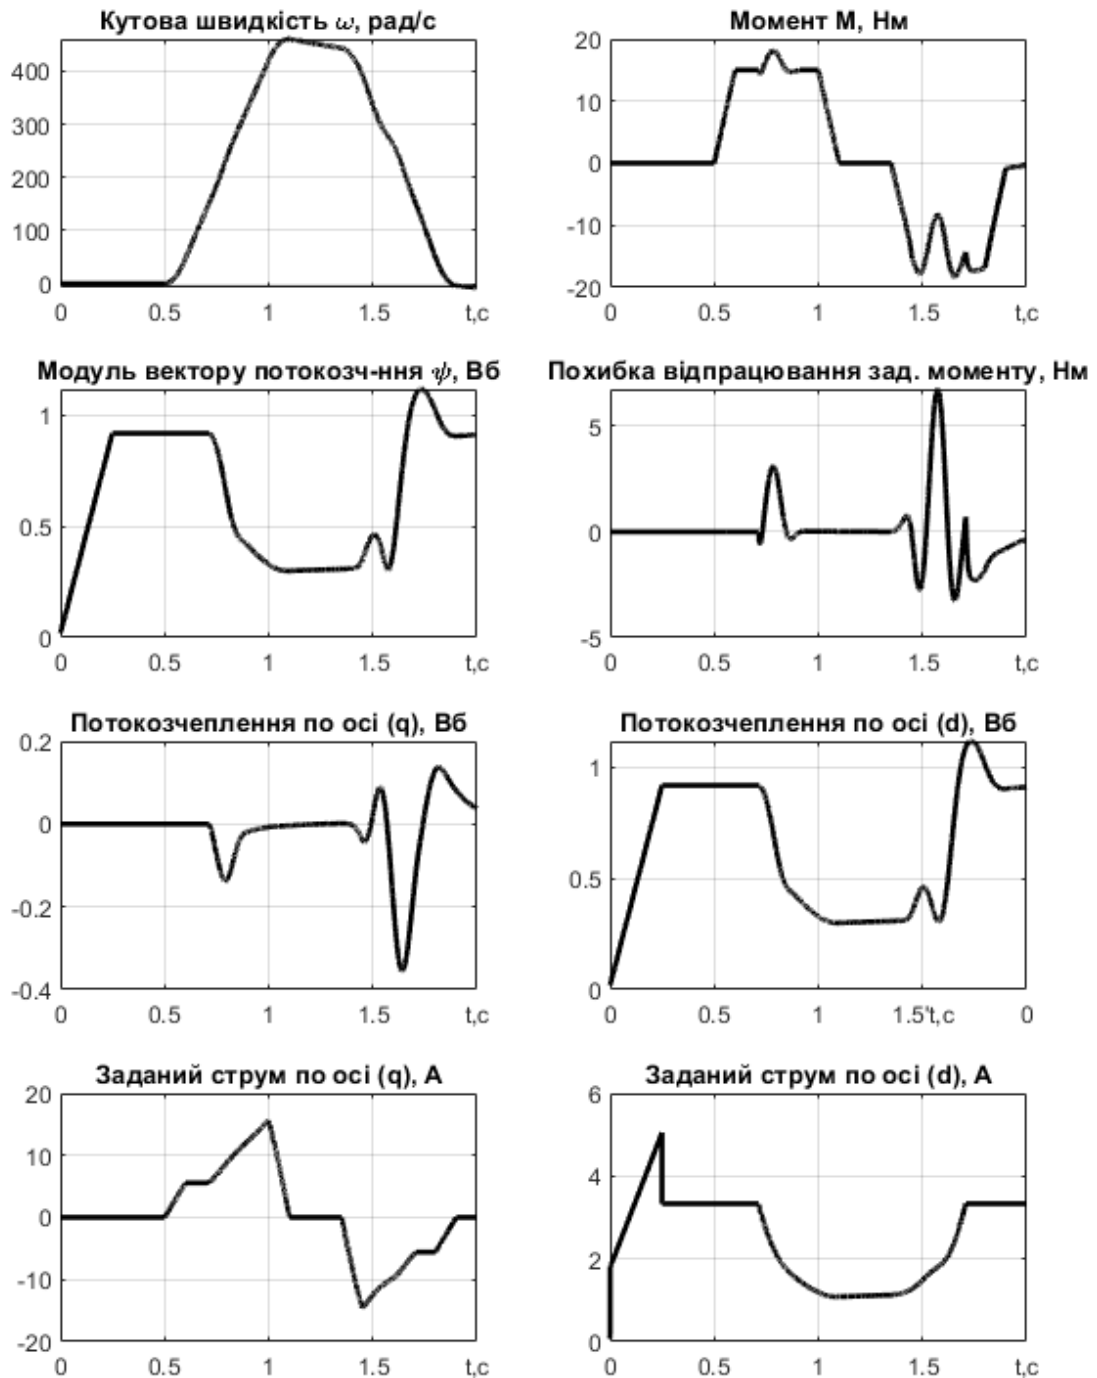 Кутова швидкість ω, рад/с
400
300
200
100
0
0 0.5 1 1.5 t,c
Момент М, Нм
20
10
0
-10
-20
0 0.5 1 1.5 t,c
Модуль вектору потокозч-ння ψ, Вб
1
0.5
0
0 0.5 1 1.5 t,c
Похибка відпрацювання зад. моменту, Нм
5
0
-5
0 0.5 1 1.5 t,c
Потокозчеплення по осі (q), Вб
0.2
0
-0.2
-0.4
0 0.5 1 1.5 t,c
Потокозчеплення по осі (d), Вб
1
0.5
0
0 0.5 1 1.5't,c 0
Заданий струм по осі (q), А
20
10
0
-10
-20
0 0.5 1 1.5 t,c
Заданий струм по осі (d), А
6
4
2
0
0 0.5 1 1.5 t,c